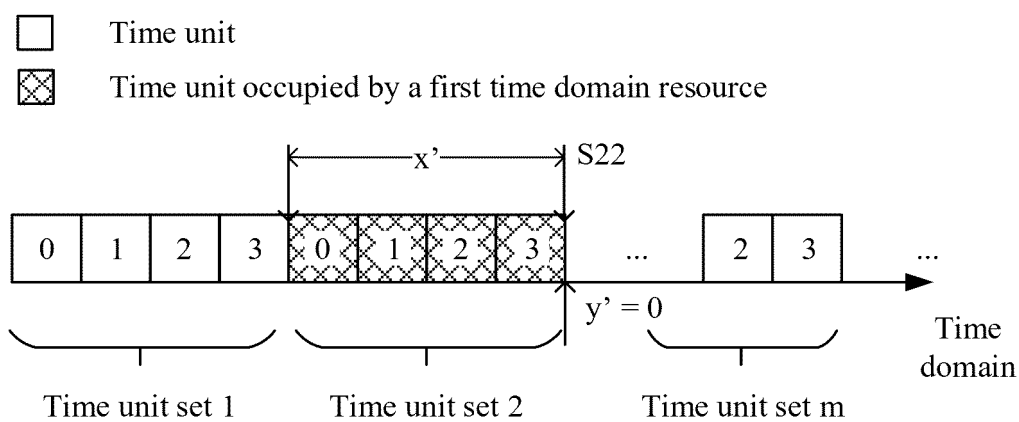 Time unit
Time unit occupied by a first time domain resource
x’
S22
0 1 2 3 0 1 2 3 ... 2 3 ...
y’ = 0
Time
domain
Time unit set 1 Time unit set 2 Time unit set m